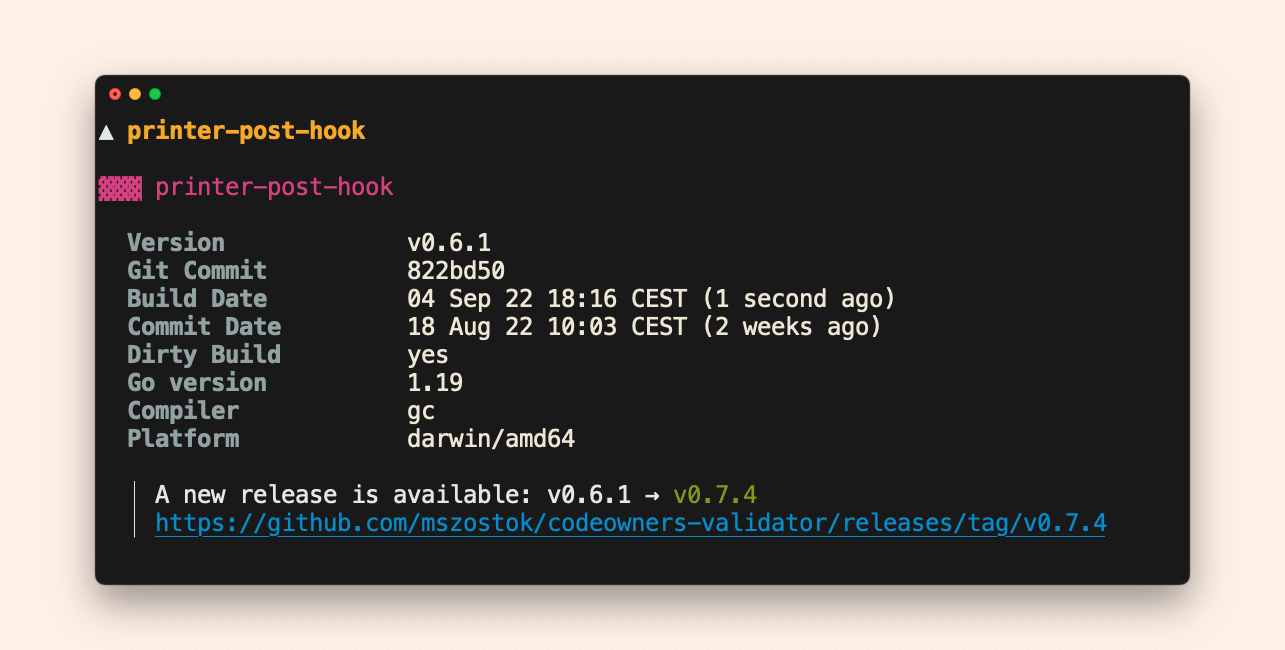 ▲ printer-post-hook
▓▓▓ printer-post-hook
Version v0.6.1
Git Commit 822bd50
Build Date 04 Sep 22 18:16 CEST (1 second ago)
Commit Date 18 Aug 22 10:03 CEST (2 weeks ago)
Dirty Build yes
Go version 1.19
Compiler gc
Platform darwin/amd64
A new release is available: v0.6.1 → v0.7.4
https://github.com/mszostok/codeowners-validator/releases/tag/v0.7.4